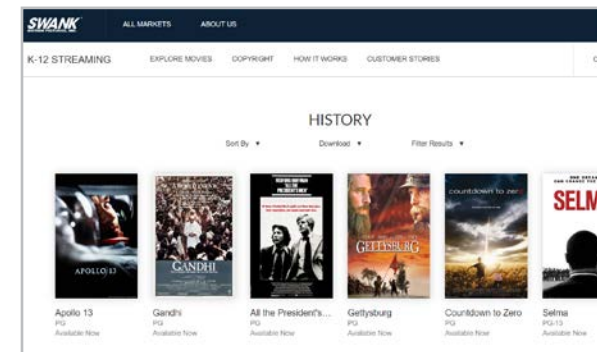 SWANK
ALL MARKETS ABOUT US
K-12 STREAMING EXPLORE MOVIES COPYRIGHT HOW IT WORKS CUSTOMER STORIES
HISTORY
Sort By ▼ Download ▼ Filter Results ▼
APOLLO 13
GANDHI
GETTYSBURG
countdown to zero
SELM
Apollo 13 Gandhi All the President's... Gettysburg Countdown to Zero Selma
PG PG PG PG PG PG-13
Available Now Available Now Available Now Available Now Available Now Available Now